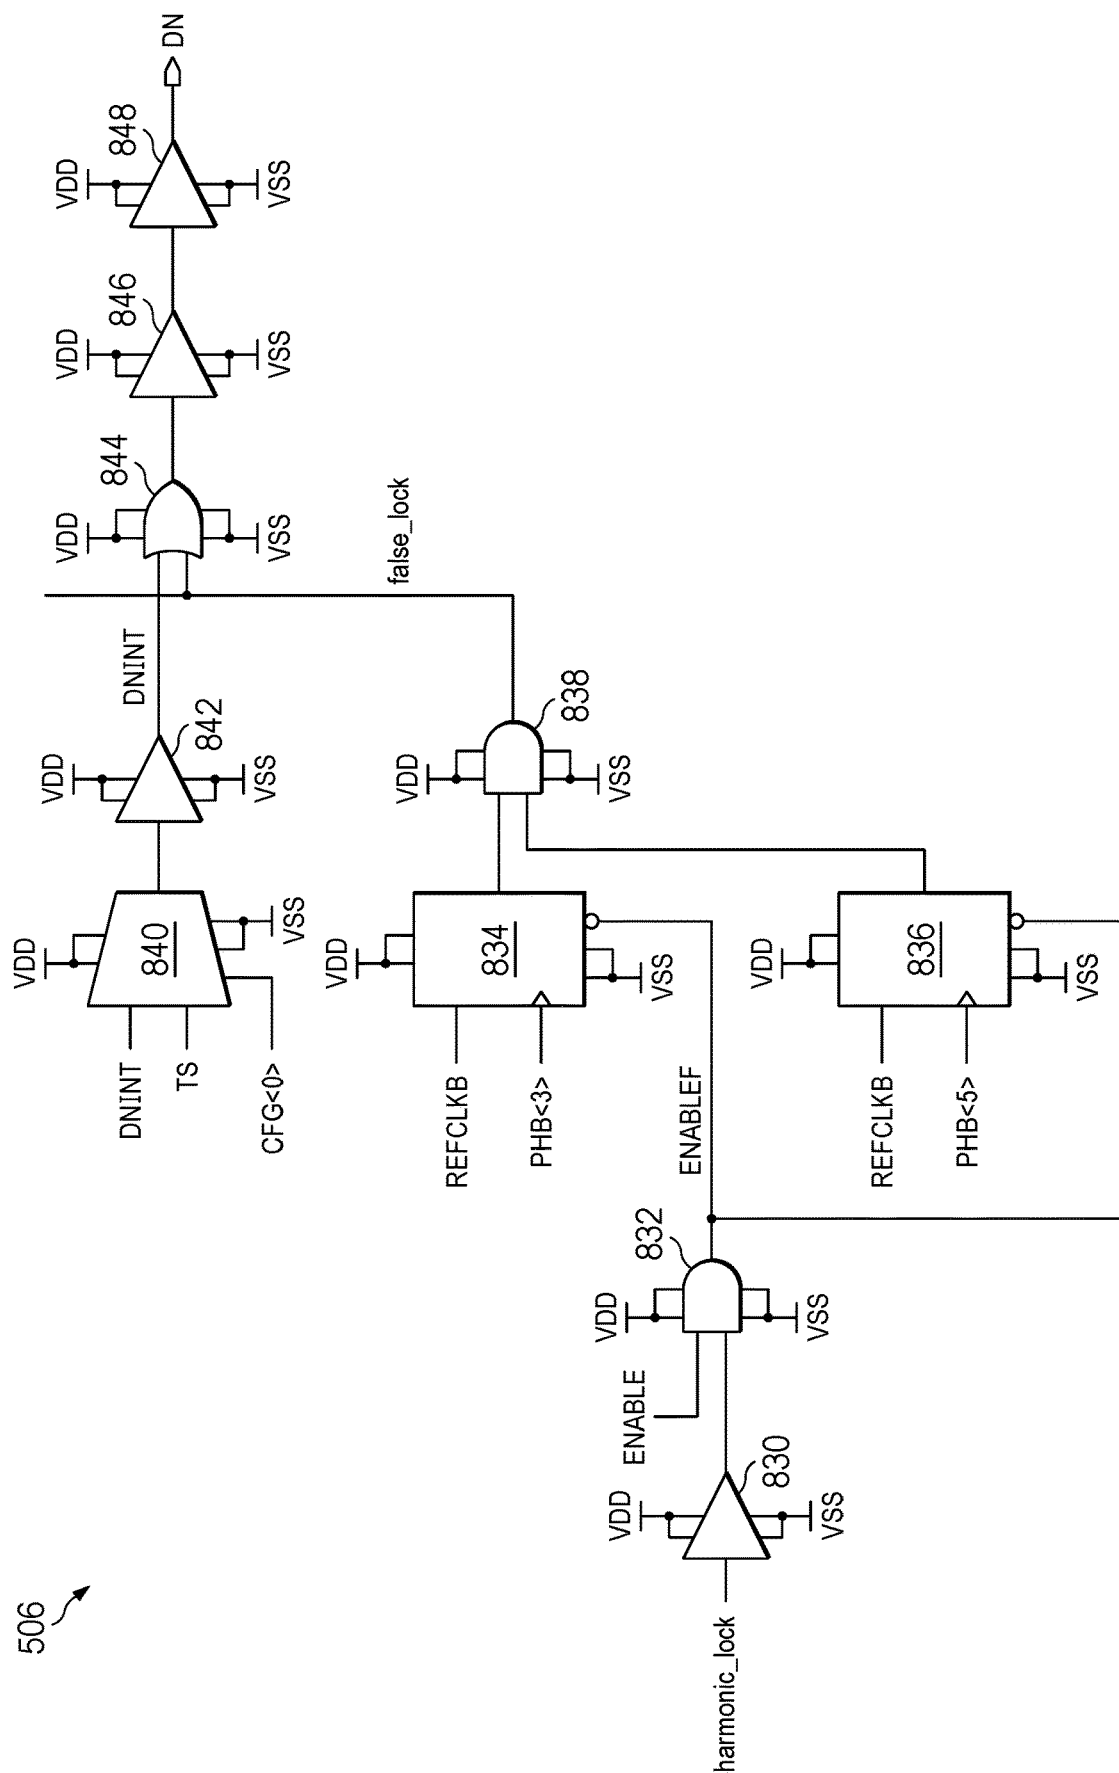 506
VDD
840
VSS
DNINT
TS
CFG<0>
VDD
842
VSS
DNINT
VDD
844
VSS
VDD
846
VSS
VDD
848
VSS
DN
false_lock
VDD
834
VSS
REFCLKB
PHB<3>
VDD
838
VSS
ENABLEF
VDD
836
VSS
REFCLKB
PHB<5>
VDD
832
VSS
ENABLE
VDD
830
VSS
harmonic_lock